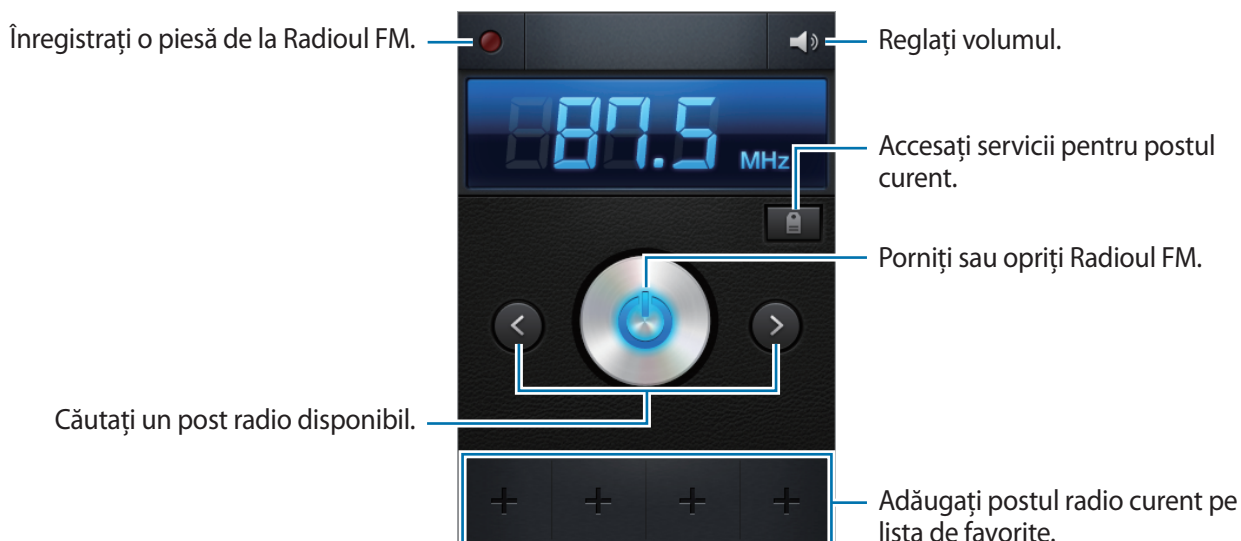 Înregistrați o piesă de la Radioul FM.
Reglați volumul.
87.5 MHz
Accesați servicii pentru postul
curent.
Porniți sau opriți Radioul FM.
Căutați un post radio disponibil.
Adăugați postul radio curent pe
lista de favorite.